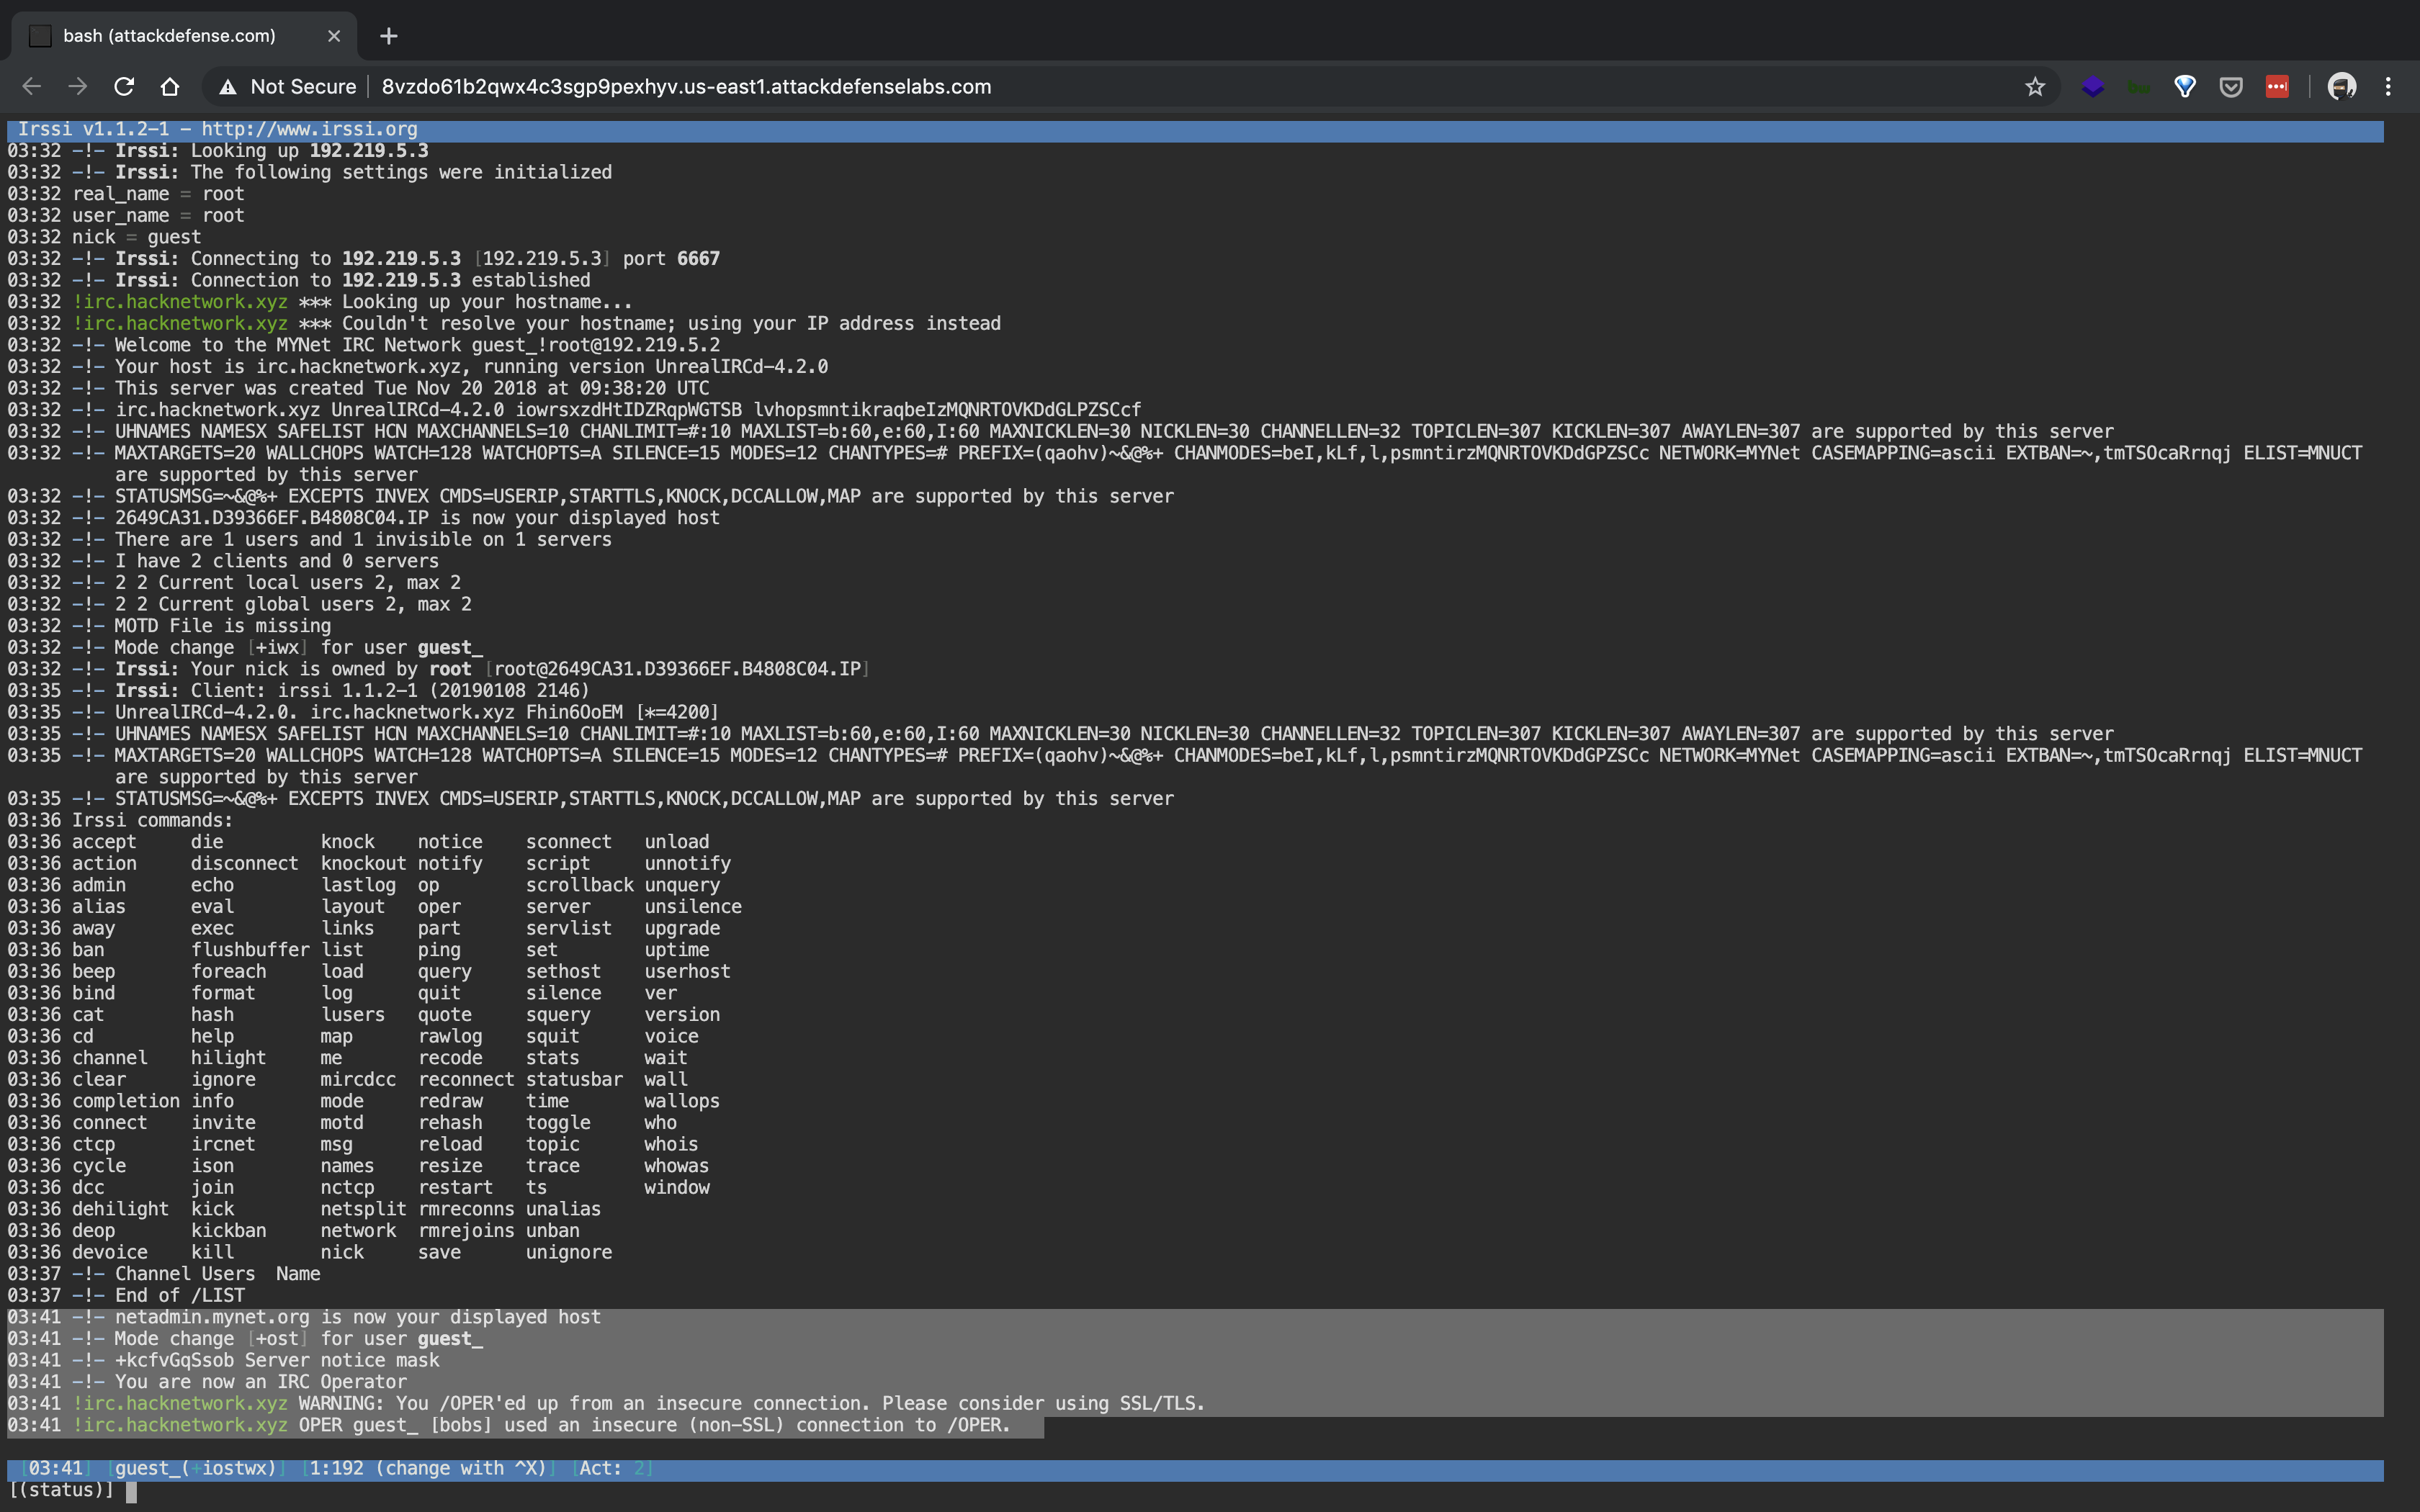 bash (attackdefense.com)
Not Secure 8vzdo61b2qwx4c3sgp9pexhyv.us-east1.attackdefenselabs.com
Irssi v1.1.2-1 - http://www.irssi.org
03:32 -!- Irssi: Looking up 192.219.5.3
03:32 -!- Irssi: The following settings were initialized
03:32 real_name = root
03:32 user_name = root
03:32 nick = guest
03:32 -!- Irssi: Connecting to 192.219.5.3 [192.219.5.3] port 6667
03:32 -!- Irssi: Connection to 192.219.5.3 established
03:32 !irc.hacknetwork.xyz *** Looking up your hostname...
03:32 !irc.hacknetwork.xyz *** Couldn't resolve your hostname; using your IP address instead
03:32 -!- Welcome to the MYNet IRC Network guest_!root@192.219.5.2
03:32 -!- Your host is irc.hacknetwork.xyz, running version UnrealIRCd-4.2.0
03:32 -!- This server was created Tue Nov 20 2018 at 09:38:20 UTC
03:32 -!- irc.hacknetwork.xyz UnrealIRCd-4.2.0 iowrsxzdHtIDZRqpWGTSB lvhopsmntikraqbeIzMQNRTOVKDdGLPZSCcf
03:32 -!- UHNAMES NAMESX SAFELIST HCN MAXCHANNELS=10 CHANLIMIT=#:10 MAXLIST=b:60,e:60,I:60 MAXNICKLEN=30 NICKLEN=30 CHANNELLEN=32 TOPICLEN=307 KICKLEN=307 AWAYLEN=307 are supported by this server
03:32 -!- MAXTARGETS=20 WALLCHOPS WATCH=128 WATCHOPTS=A SILENCE=15 MODES=12 CHANTYPES=# PREFIX=(qaohv)~&@%+ CHANMODES=beI,kLf,l,psmntirzMQNRTOVKDdGPZSCc NETWORK=MYNet CASEMAPPING=ascii EXTBAN=~,tmTSOcaRrnqj ELIST=MNUCT
are supported by this server
03:32 -!- STATUSMSG=~&@%+ EXCEPTS INVEX CMDS=USERIP,STARTTLS,KNOCK,DCCALLOW,MAP are supported by this server
03:32 -!- 2649CA31.D39366EF.B4808C04.IP is now your displayed host
03:32 -!- There are 1 users and 1 invisible on 1 servers
03:32 -!- I have 2 clients and 0 servers
03:32 -!- 2 2 Current local users 2, max 2
03:32 -!- 2 2 Current global users 2, max 2
03:32 -!- MOTD File is missing
03:32 -!- Mode change [+iwx] for user guest_
03:32 -!- Irssi: Your nick is owned by root [root@2649CA31.D39366EF.B4808C04.IP]
03:35 -!- Irssi: Client: irssi 1.1.2-1 (20190108 2146)
03:35 -!- UnrealIRCd-4.2.0. irc.hacknetwork.xyz Fhin6OoEM [*=4200]
03:35 -!- UHNAMES NAMESX SAFELIST HCN MAXCHANNELS=10 CHANLIMIT=#:10 MAXLIST=b:60,e:60,I:60 MAXNICKLEN=30 NICKLEN=30 CHANNELLEN=32 TOPICLEN=307 KICKLEN=307 AWAYLEN=307 are supported by this server
03:35 -!- MAXTARGETS=20 WALLCHOPS WATCH=128 WATCHOPTS=A SILENCE=15 MODES=12 CHANTYPES=# PREFIX=(qaohv)~&@%+ CHANMODES=beI,kLf,l,psmntirzMQNRTOVKDdGPZSCc NETWORK=MYNet CASEMAPPING=ascii EXTBAN=~,tmTSOcaRrnqj ELIST=MNUCT
are supported by this server
03:35 -!- STATUSMSG=~&@%+ EXCEPTS INVEX CMDS=USERIP,STARTTLS,KNOCK,DCCALLOW,MAP are supported by this server
03:36 Irssi commands:
03:36 accept die knock notice sconnect unload
03:36 action disconnect knockout notify script unnotify
03:36 admin echo lastlog op scrollback unquery
03:36 alias eval layout oper server unsilence
03:36 away exec links part servlist upgrade
03:36 ban flushbuffer list ping set uptime
03:36 beep foreach load query sethost userhost
03:36 bind format log quit silence ver
03:36 cat hash lusers quote squery version
03:36 cd help map rawlog squit voice
03:36 channel hilight me recode stats wait
03:36 clear ignore mircdcc reconnect statusbar wall
03:36 completion info mode redraw time wallops
03:36 connect invite motd rehash toggle who
03:36 ctcp ircnet msg reload topic whois
03:36 cycle ison names resize trace whowas
03:36 dcc join nctcp restart ts window
03:36 dehilight kick netsplit rmreconns unalias
03:36 deop kickban network rmrejoins unban
03:36 devoice kill nick save unignore
03:37 -!- Channel Users Name
03:37 -!- End of /LIST
03:41 -!- netadmin.mynet.org is now your displayed host
03:41 -!- Mode change [+ost] for user guest_
03:41 -!- +kcfvGqSsob Server notice mask
03:41 -!- You are now an IRC Operator
03:41 !irc.hacknetwork.xyz WARNING: You /OPER'ed up from an insecure connection. Please consider using SSL/TLS.
03:41 !irc.hacknetwork.xyz OPER guest_ [bobs] used an insecure (non-SSL) connection to /OPER.
[03:41] [guest_(+iostwx)] [1:192 (change with ^X)] [Act: 2]
[(status)]